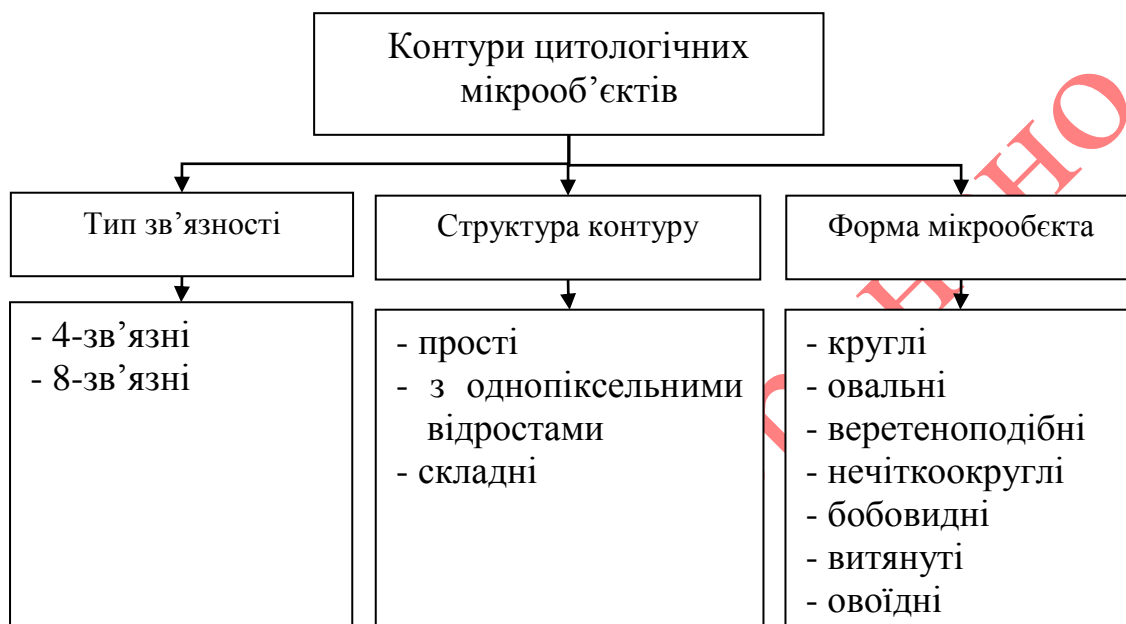 Контури цитологічних
мікрооб’єктів
Тип зв’язності
Структура контуру
Форма мікрообєкта
- 4-зв’язні
- 8-зв’язні
- прості
- з однопіксельними
відростами
- складні
- круглі
- овальні
- веретеноподібні
- нечіткоокруглі
- бобовидні
- витянуті
- овоїдні